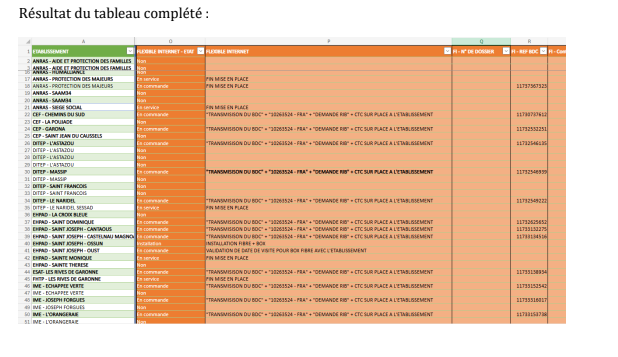 Résultat du tableau complété :
A O P Q R
1 ETABLISSEMENT FLEXIBLE INTERNET - ETAT FLEXIBLE INTERNET FI - N° DE DOSSIER FI - REF BDC
2 ANRAS - AIDE ET PROTECTION DES FAMILLES Non
ANRAS - AIDE ET PROTECTION DES FAMILLES Non
16 ANRAS - HUMALLIANCE Non
17 ANRAS - PROTECTION DES MAJEURS En service FIN MISE EN PLACE
18 ANRAS - PROTECTION DES MAJEURS En commande 11737367323
19 ANRAS - SAAM34 Non
20 ANRAS - SAAM34 Non
21 ANRAS - SIEGE SOCIAL En service FIN MISE EN PLACE
22 CEF - CHEMINS DU SUD En commande "TRANSMISSION DU BDC" + "10263524 - FRA" + "DEMANDE RIB" + CTC SUR PLACE A L'ETABLISSEMENT 11730737612
23 CEF - LA POUJADE Non
24 CEF - GARONA En commande "TRANSMISSION DU BDC" + "10263524 - FRA" + "DEMANDE RIB" + CTC SUR PLACE A L'ETABLISSEMENT 11732532251
25 CEF - SAINT JEAN DU CAUSSELS Non
26 DITEP - L'ASTAZOU En commande "TRANSMISSION DU BDC" + "10263524 - FRA" + "DEMANDE RIB" + CTC SUR PLACE A L'ETABLISSEMENT 11732546135
27 DITEP - L'ASTAZOU Non
28 DITEP - L'ASTAZOU Non
29 DITEP - L'ASTAZOU Non
30 DITEP - MASSIP En commande "TRANSMISSION DU BDC" + "10263524 - FRA" + "DEMANDE RIB" + CTC SUR PLACE A L'ETABLISSEMENT 11732546939
31 DITEP - MASSIP Non
32 DITEP - SAINT FRANCOIS Non
33 DITEP - SAINT FRANCOIS Non
34 DITEP - LE NARIDEL En commande "TRANSMISSION DU BDC" + "10263524 - FRA" + "DEMANDE RIB" + CTC SUR PLACE A L'ETABLISSEMENT 11732549222
35 DITEP - LE NARIDEL SESSAD En service FIN MISE EN PLACE
36 EHPAD - LA CROIX BLEUE Non
37 EHPAD - SAINT DOMINIQUE En commande "TRANSMISSION DU BDC" + "10263524 - FRA" + "DEMANDE RIB" + CTC SUR PLACE A L'ETABLISSEMENT 11732625652
38 EHPAD - SAINT JOSEPH - CANTAOUS En commande "TRANSMISSION DU BDC" + "10263524 - FRA" + "DEMANDE RIB" + CTC SUR PLACE A L'ETABLISSEMENT 11733132275
39 EHPAD - SAINT JOSEPH - CASTELNAU MAGNOA En commande "TRANSMISSION DU BDC" + "10263524 - FRA" + "DEMANDE RIB" + CTC SUR PLACE A L'ETABLISSEMENT 11733134516
40 EHPAD - SAINT JOSEPH - OSSUN Installation INSTALLATION FIBRE + BOX
41 EHPAD - SAINT JOSEPH - OUST En commande VALIDATION DE DATE DE VISITE POUR BOX FIBRE AVEC L'ETABLISSEMENT
42 EHPAD - SAINTE MONIQUE En service FIN MISE EN PLACE
43 EHPAD - SAINTE THERESE Non
44 ESAT- LES RIVES DE GARONNE En commande "TRANSMISSION DU BDC" + "10263524 - FRA" + "DEMANDE RIB" + CTC SUR PLACE A L'ETABLISSEMENT 11733138934
45 FHTP - LES RIVES DE GARONNE En service FIN MISE EN PLACE
46 IME - ECHAPPEE VERTE En commande "TRANSMISSION DU BDC" + "10263524 - FRA" + "DEMANDE RIB" + CTC SUR PLACE A L'ETABLISSEMENT 11733152542
47 IME - ECHAPPEE VERTE Non
48 IME - JOSEPH FORGUES En commande "TRANSMISSION DU BDC" + "10263524 - FRA" + "DEMANDE RIB" + CTC SUR PLACE A L'ETABLISSEMENT 11733316017
49 IME - JOSEPH FORGUES Non
50 IME - L'ORANGERAIE En commande "TRANSMISSION DU BDC" + "10263524 - FRA" + "DEMANDE RIB" + CTC SUR PLACE A L'ETABLISSEMENT 11733153738
51 IME - L'ORANGERAIE Non